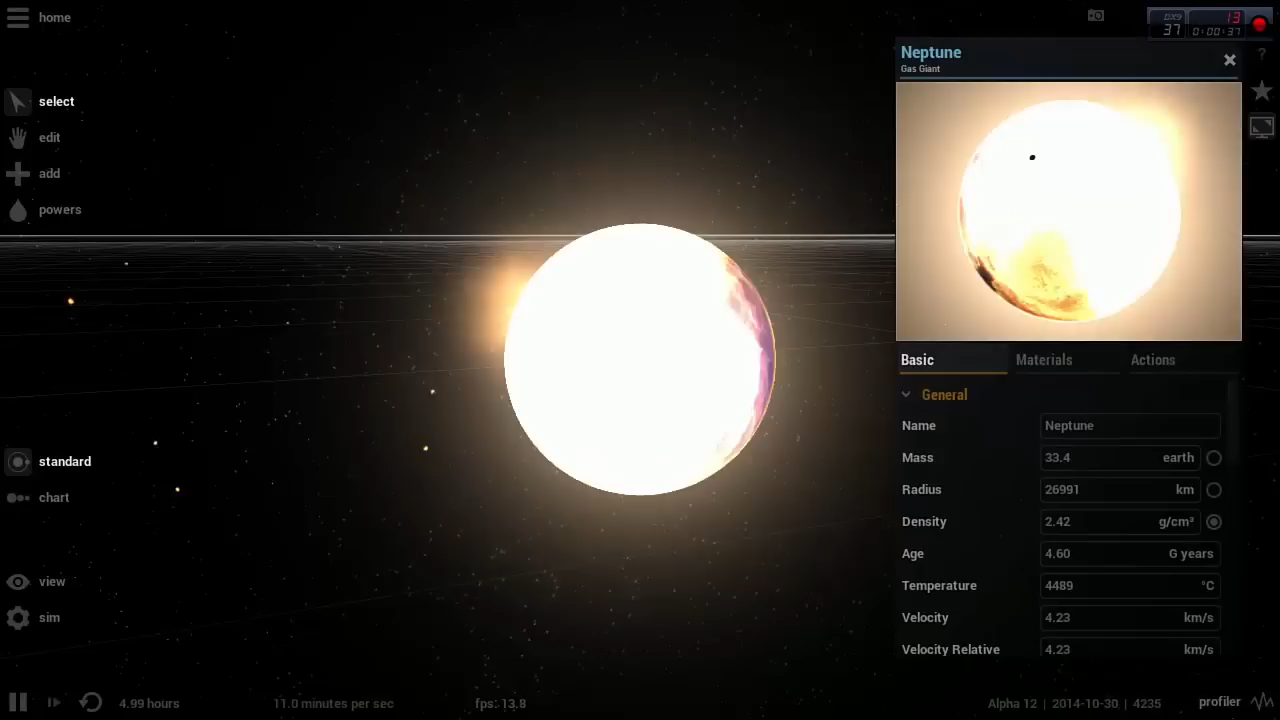 home
DX9
37
13
0:00:37
Neptune
Gas Giant
select
edit
add
powers
?
Basic Materials Actions
General
Name Neptune
Mass 33.4 earth
Radius 26991 km
Density 2.42 g/cm³
Age 4.60 G years
Temperature 4489 °C
Velocity 4.23 km/s
Velocity Relative 4.23 km/s
standard
chart
view
sim
4.99 hours 11.0 minutes per sec fps: 13.8 Alpha 12 | 2014-10-30 | 4235 profiler